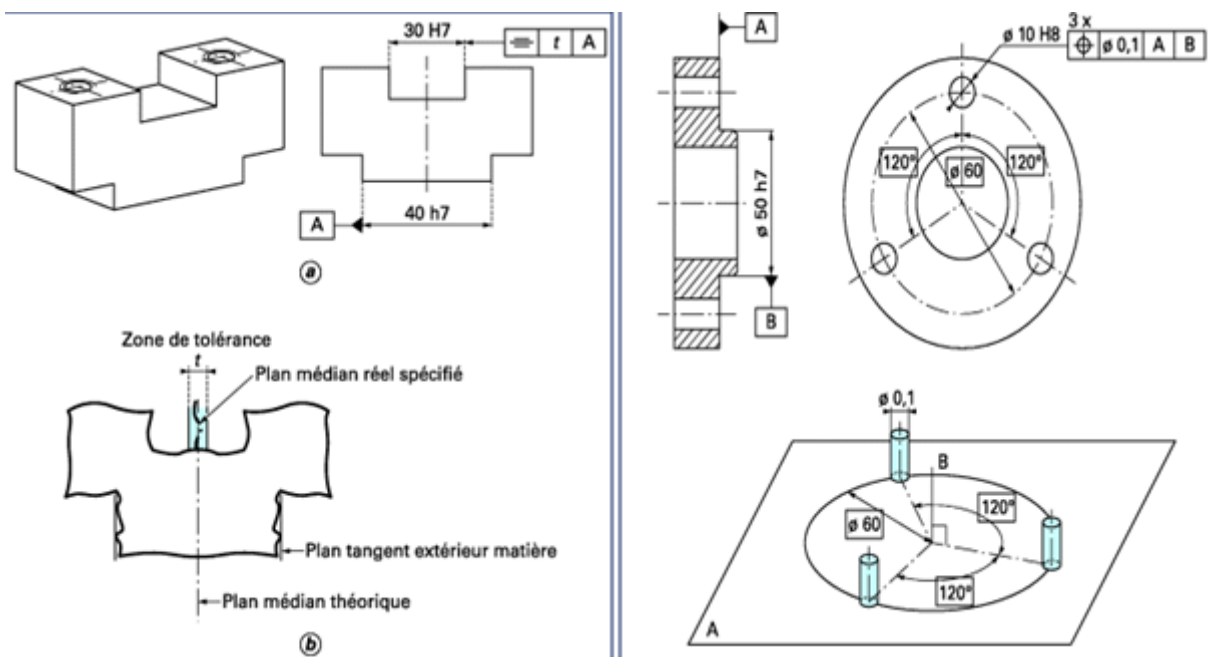 30 H7
t A
A
40 h7
a
Zone de tolérance
t
Plan médian réel spécifié
Plan tangent extérieur matière
Plan médian théorique
b
A
ø 50 h7
B
3 x
ø 10 H8
ø 0,1 A B
120°
ø 60
120°
ø 0,1
B
ø 60
120°
120°
A